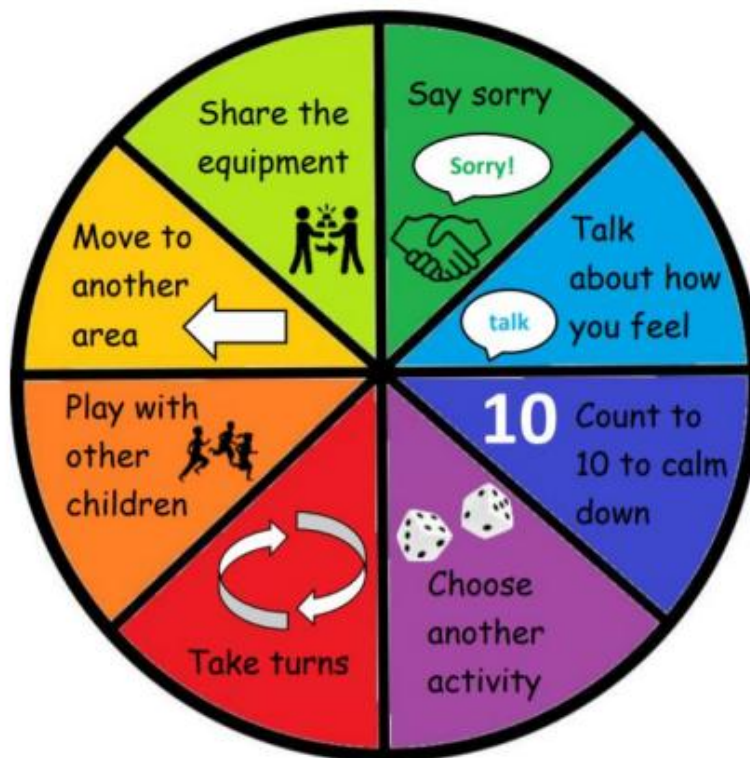 Say sorry
Sorry!
Talk
about how
you feel
talk
10
Count to
10 to calm
down
Choose
another
activity
Take turns
Play with
other
children
Move to
another
area
Share the
equipment